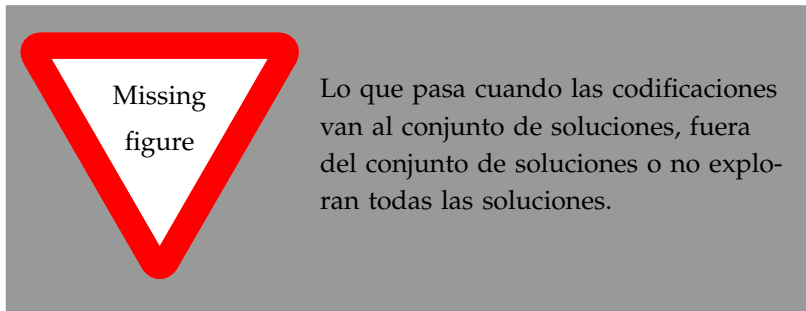 Missing
figure
Lo que pasa cuando las codificaciones
van al conjunto de soluciones, fuera
del conjunto de soluciones o no explo-
ran todas las soluciones.